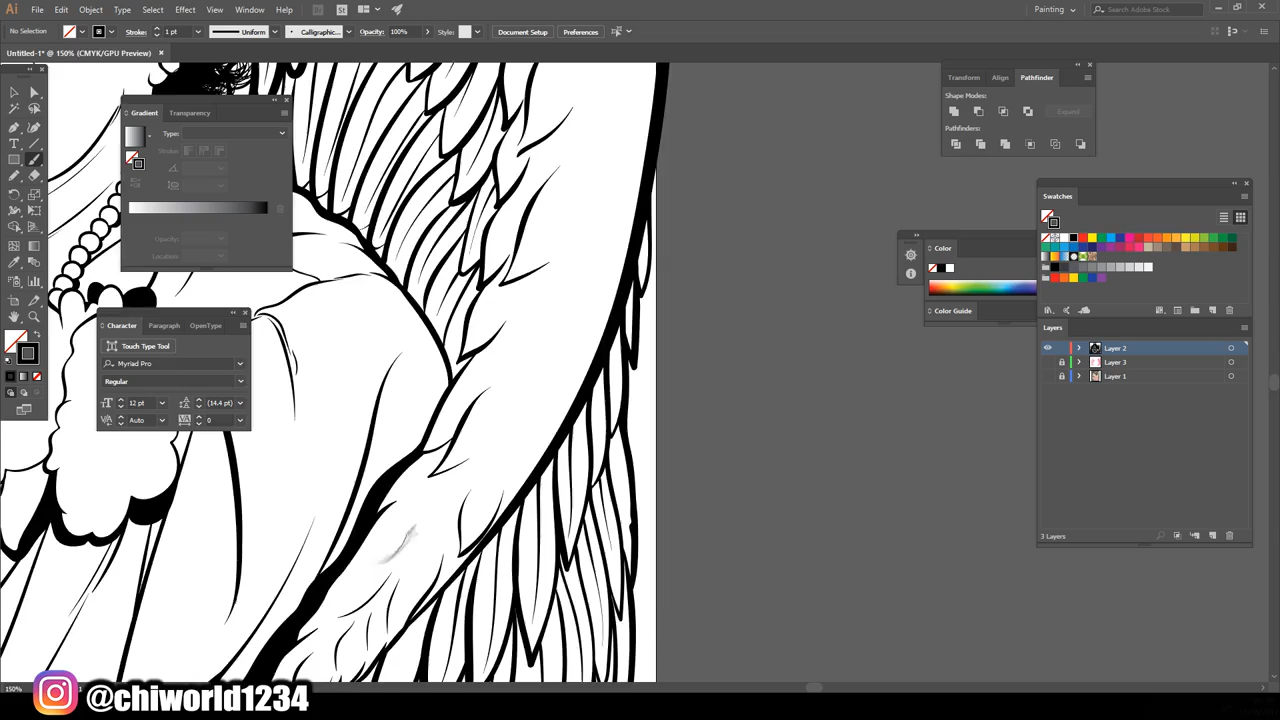 Ai File Edit Object Type Select Effect View Window Help Br St Painting Search Adobe Stock
No Selection Stroke: 1 pt Uniform Calligraphic... Opacity: 100% Style: Document Setup Preferences
Untitled-1* @ 150% (CMYK/GPU Preview) ×
Transform Align Pathfinder
Shape Modes:
Expand
Pathfinders:
Gradient Transparency
Type:
Stroke:
Opacity:
Location:
Swatches
Color
Color Guide
Character Paragraph OpenType
Touch Type Tool
Myriad Pro
Regular
12 pt (14.4 pt)
Auto 0
Layers
Layer 2
Layer 3
Layer 1
3 Layers
150% 1
@chiworld1234